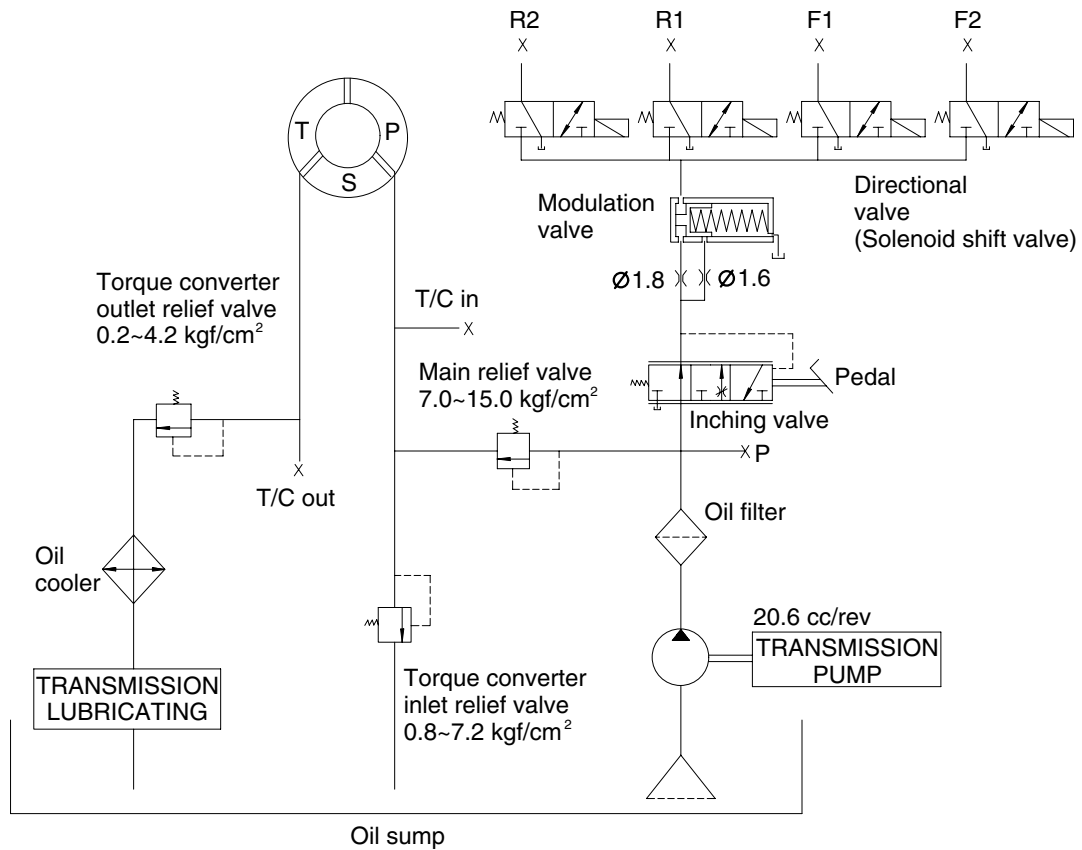 R2
R1
F1
F2
T
P
S
Modulation
valve
Directional
valve
(Solenoid shift valve)
Ø1.8
Ø1.6
Torque converter
outlet relief valve
0.2~4.2 kgf/cm²
T/C in
Main relief valve
7.0~15.0 kgf/cm²
Pedal
Inching valve
P
T/C out
Oil filter
Oil
cooler
20.6 cc/rev
TRANSMISSION
PUMP
TRANSMISSION
LUBRICATING
Torque converter
inlet relief valve
0.8~7.2 kgf/cm²
Oil sump